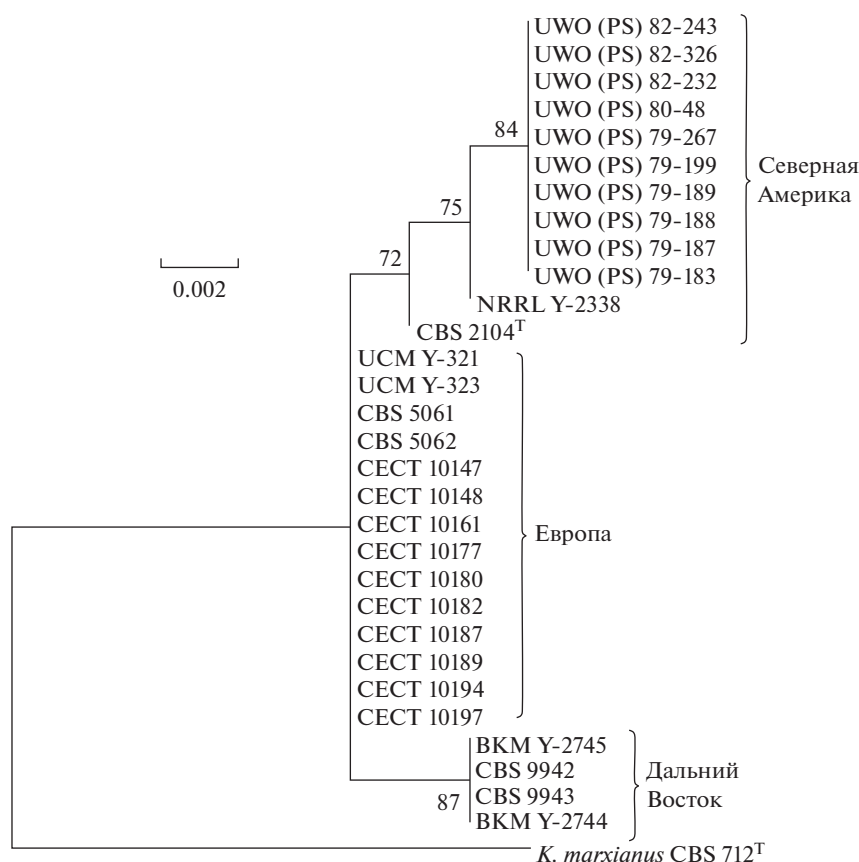 UWO (PS) 82-243
UWO (PS) 82-326
UWO (PS) 82-232
UWO (PS) 80-48
84
UWO (PS) 79-267
UWO (PS) 79-199
UWO (PS) 79-189
UWO (PS) 79-188
UWO (PS) 79-187
UWO (PS) 79-183
Северная
Америка
75
72
0.002
NRRL Y-2338
CBS 2104ᵀ
UCM Y-321
UCM Y-323
CBS 5061
CBS 5062
CECT 10147
CECT 10148
CECT 10161
CECT 10177
CECT 10180
CECT 10182
CECT 10187
CECT 10189
CECT 10194
CECT 10197
Европа
ВКМ Y-2745
CBS 9942
CBS 9943
ВКМ Y-2744
87
Дальний
Восток
K. marxianus CBS 712ᵀ